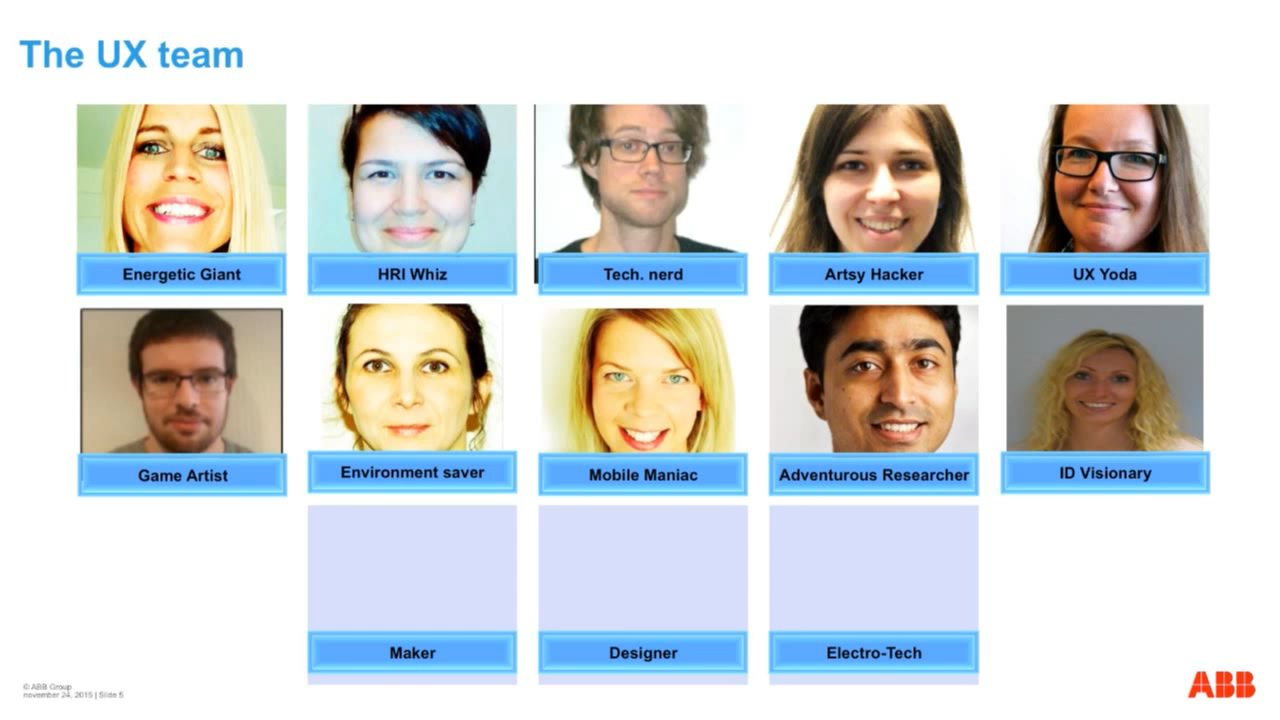 The UX team
Energetic Giant
HRI Whiz
Tech. nerd
Artsy Hacker
UX Yoda
Game Artist
Environment saver
Mobile Maniac
Adventurous Researcher
ID Visionary
Maker
Designer
Electro-Tech
© ABB Group
november 24, 2015 | Slide 5
ABB